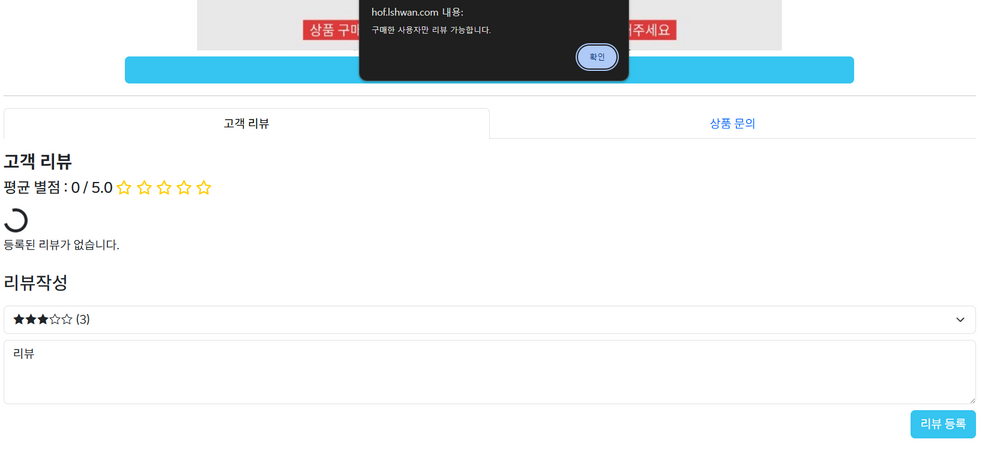 hof.lshwan.com 내용:
구매한 사용자만 리뷰 가능합니다.
확인
상품 구매
해주세요
고객 리뷰
상품 문의
고객 리뷰
평균 별점 : 0 / 5.0 ☆ ☆ ☆ ☆ ☆
등록된 리뷰가 없습니다.
리뷰작성
★★★☆☆ (3)
리뷰
리뷰 등록